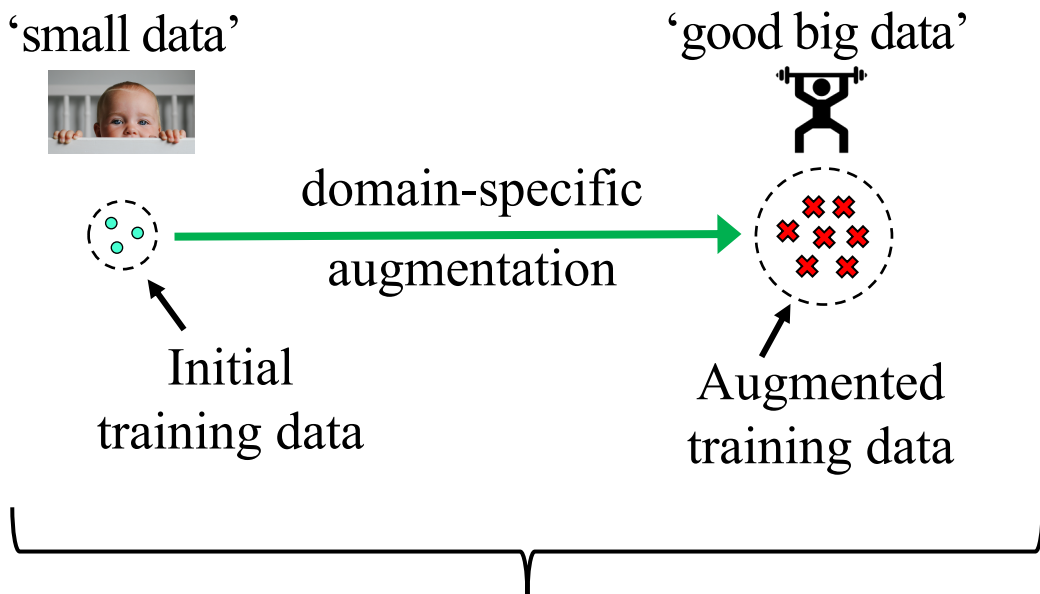 ‘small data’
‘good big data’
domain-specific
augmentation
Initial
training data
Augmented
training data